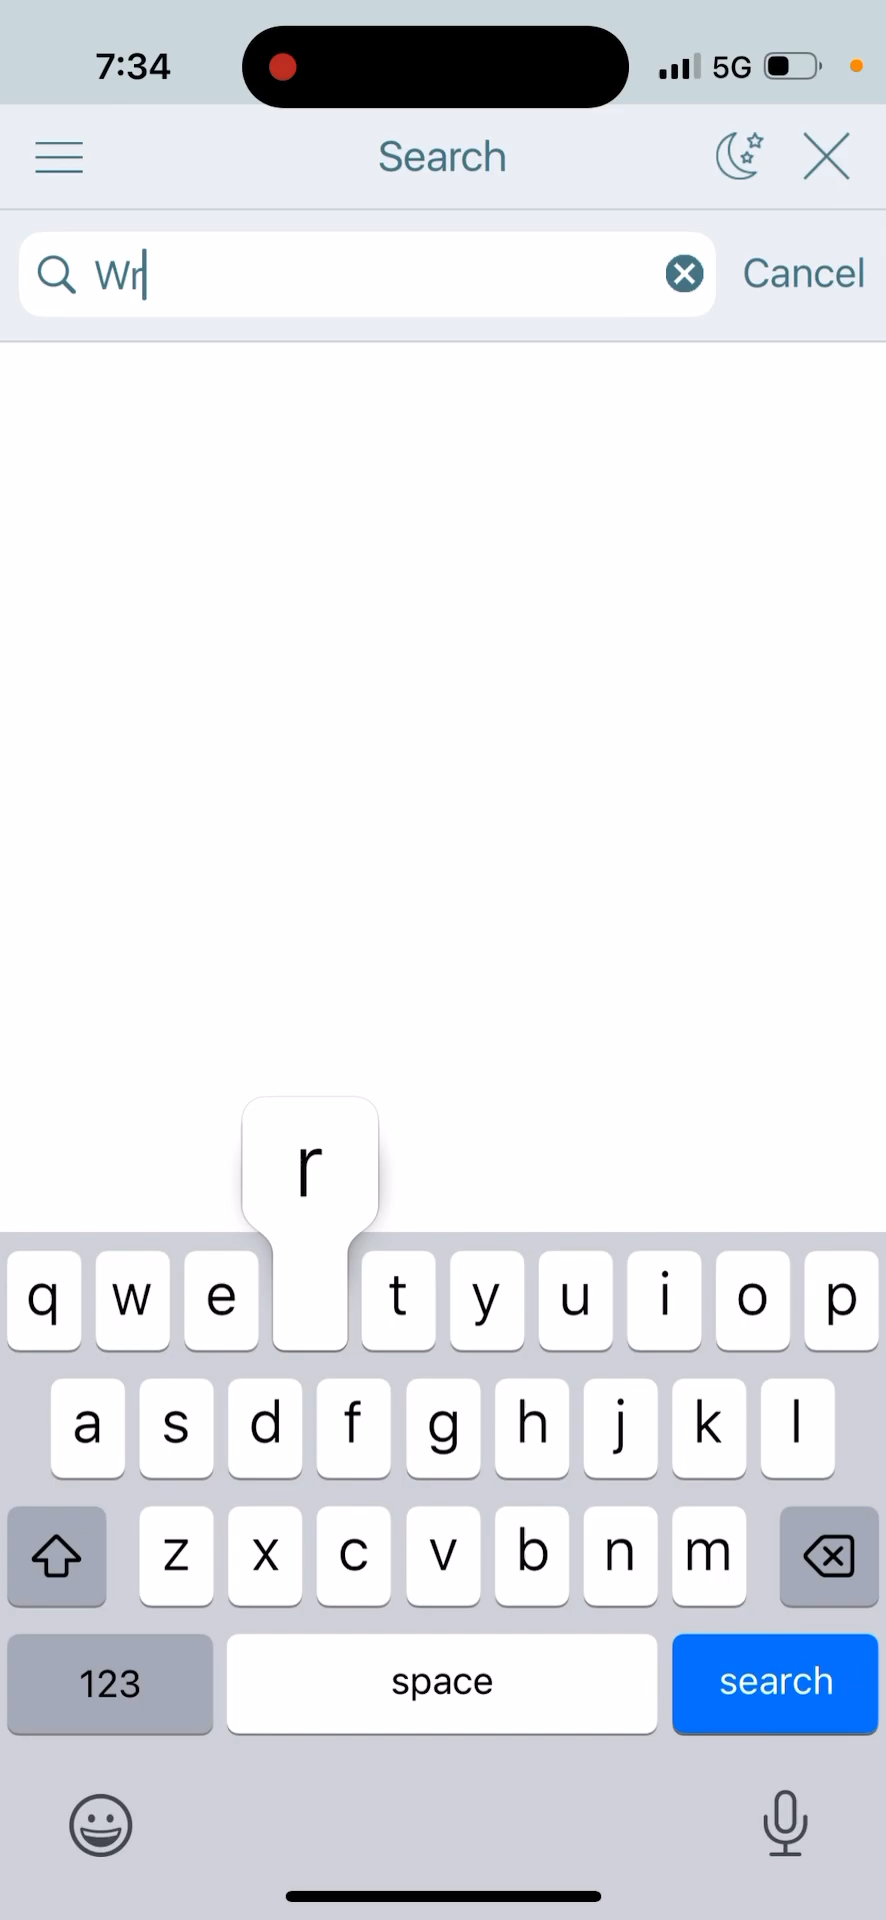 7:34 5G
Search
Wr Cancel
r
q w e t y u i o p
a s d f g h j k l
z x c v b n m
123 space search